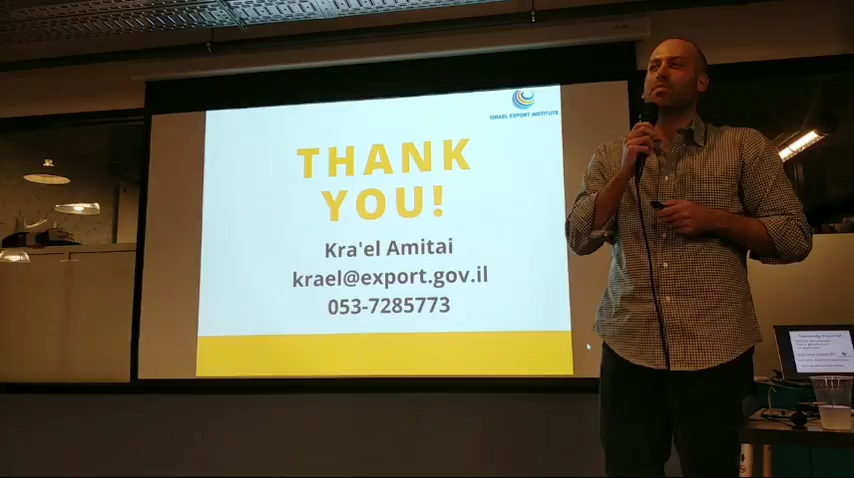 ISRAEL EXPORT INSTITUTE
THANK
YOU!
Kra'el Amitai
krael@export.gov.il
053-7285773